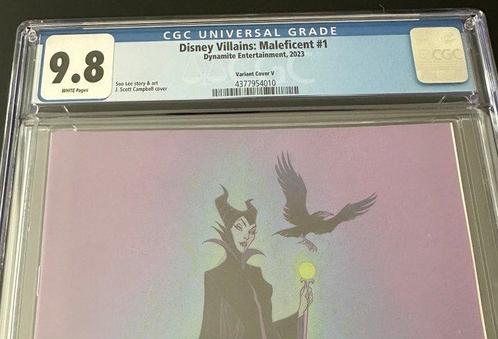 CGC UNIVERSAL GRADE
9.8
WHITE Pages
Disney Villains: Maleficent #1
Dynamite Entertainment, 2023
Variant Cover V
Soo Lee story & art
J. Scott Campbell cover
4377954010
CGC